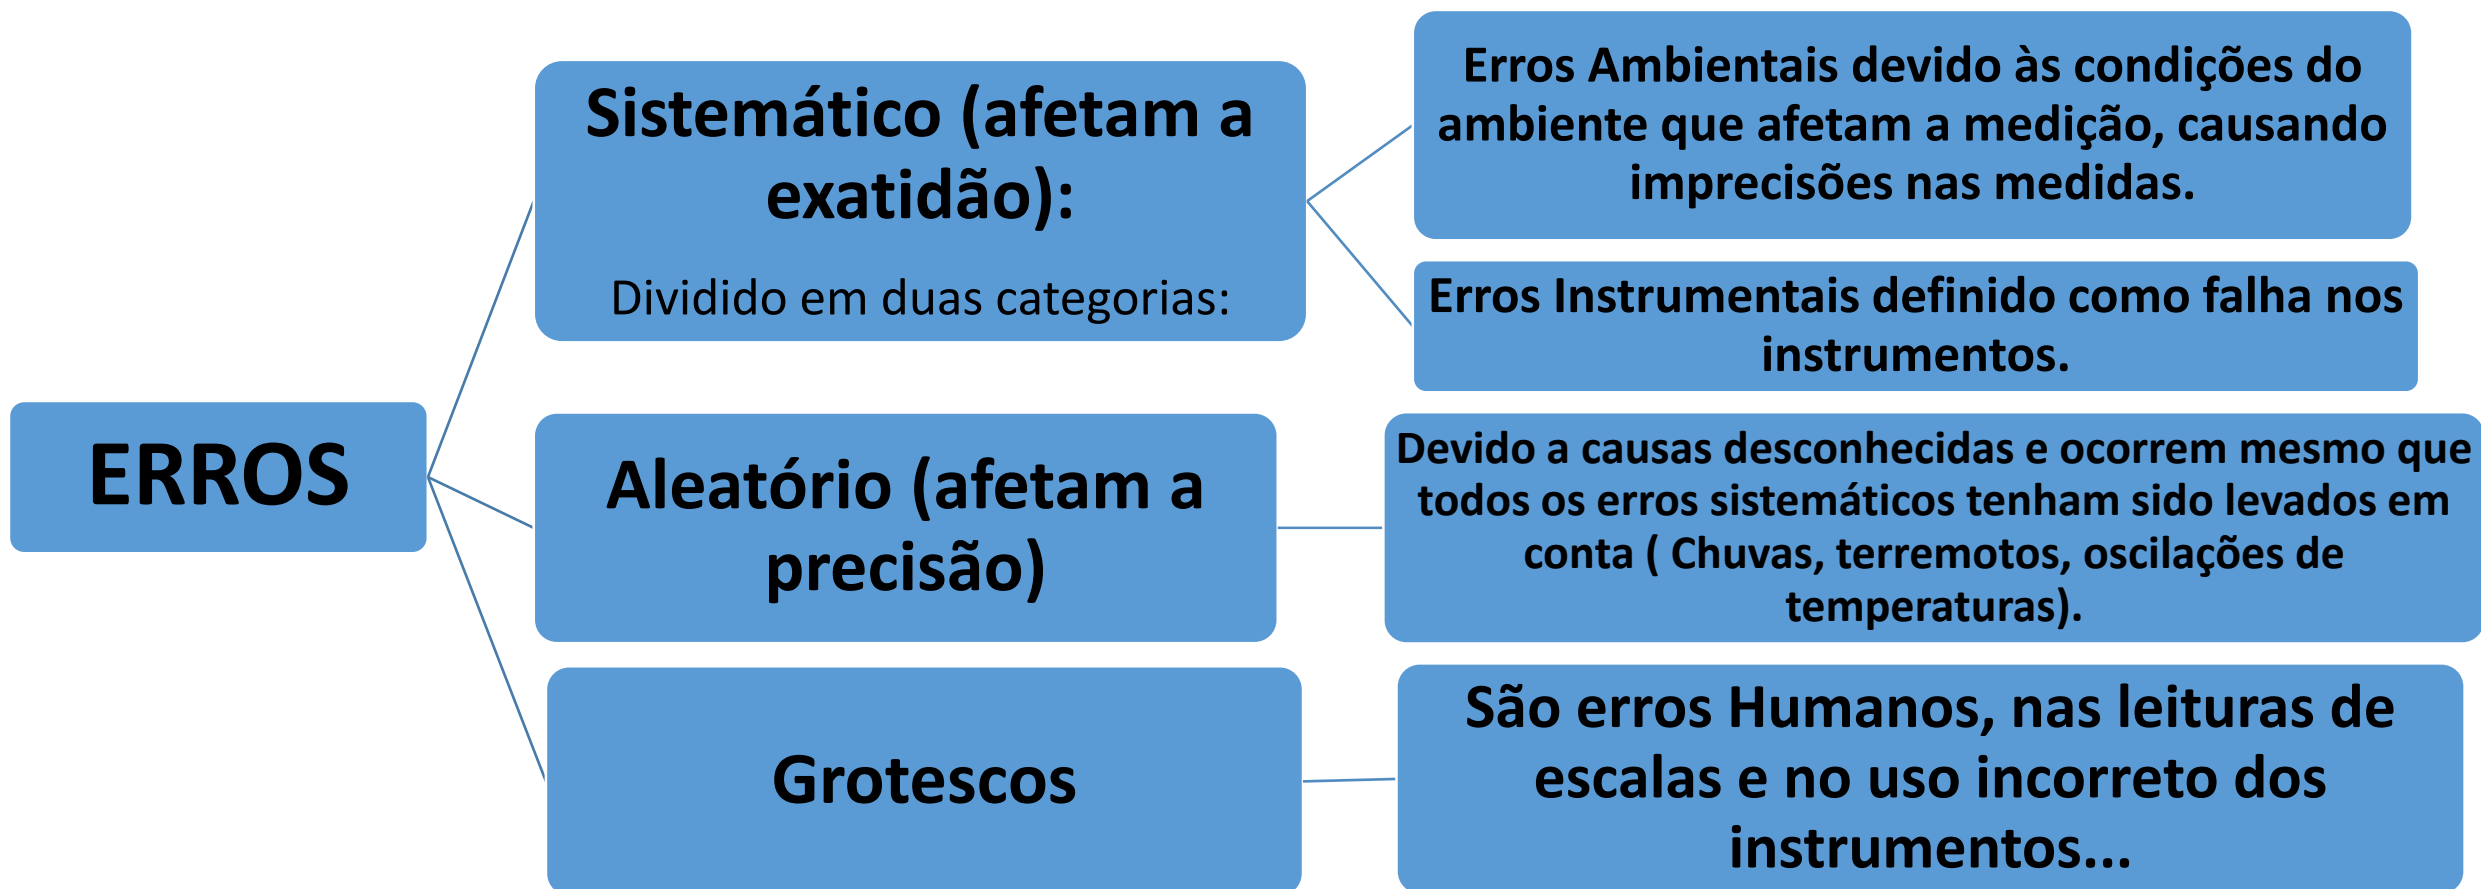 ERROS
Sistemático (afetam a
exatidão):
Dividido em duas categorias:
Erros Ambientais devido às condições do
ambiente que afetam a medição, causando
imprecisões nas medidas.
Erros Instrumentais definido como falha nos
instrumentos.
Aleatório (afetam a
precisão)
Devido a causas desconhecidas e ocorrem mesmo que
todos os erros sistemáticos tenham sido levados em
conta ( Chuvas, terremotos, oscilações de
temperaturas).
Grotescos
São erros Humanos, nas leituras de
escalas e no uso incorreto dos
instrumentos...